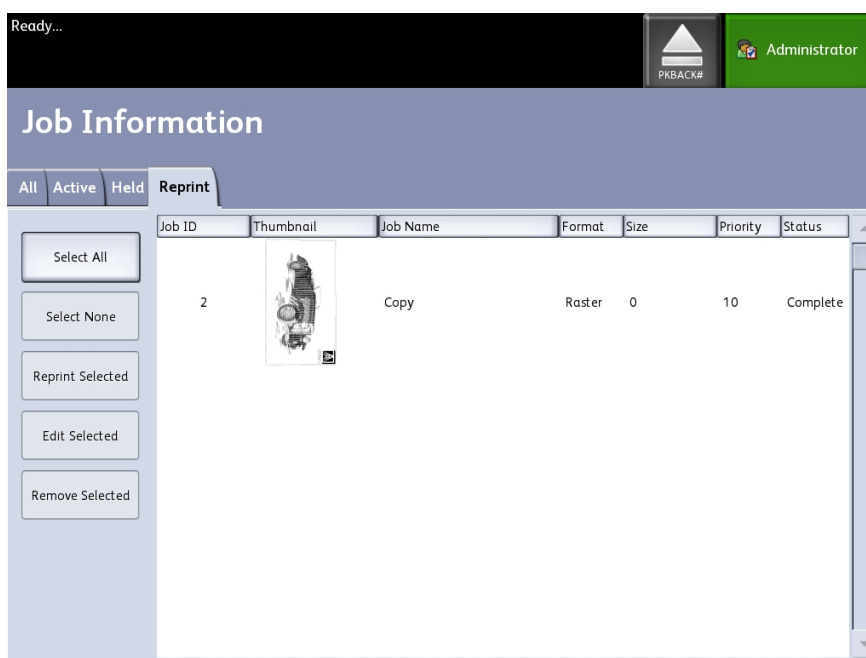 Ready...
PKBACK#
Administrator
Job Information
All Active Held Reprint
Job ID Thumbnail Job Name Format Size Priority Status
Select All
2 Copy Raster 0 10 Complete
Select None
Reprint Selected
Edit Selected
Remove Selected